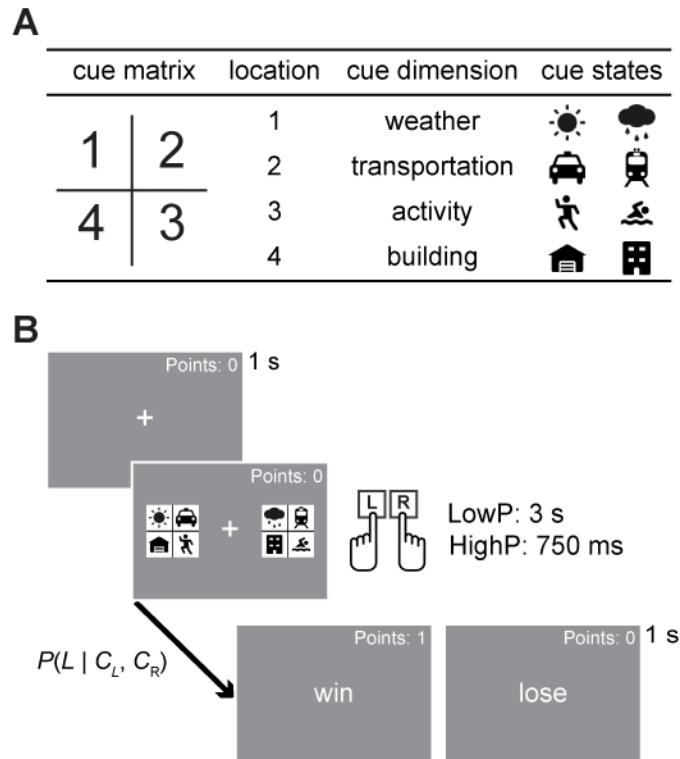 A
cue matrix location cue dimension cue states
1 2
4 3
1 weather
2 transportation
3 activity
4 building
B
Points: 0 1 s
+
Points: 0
+
L R
LowP: 3 s
HighP: 750 ms
P(L | C_L, C_R)
Points: 1
win
Points: 0 1 s
lose